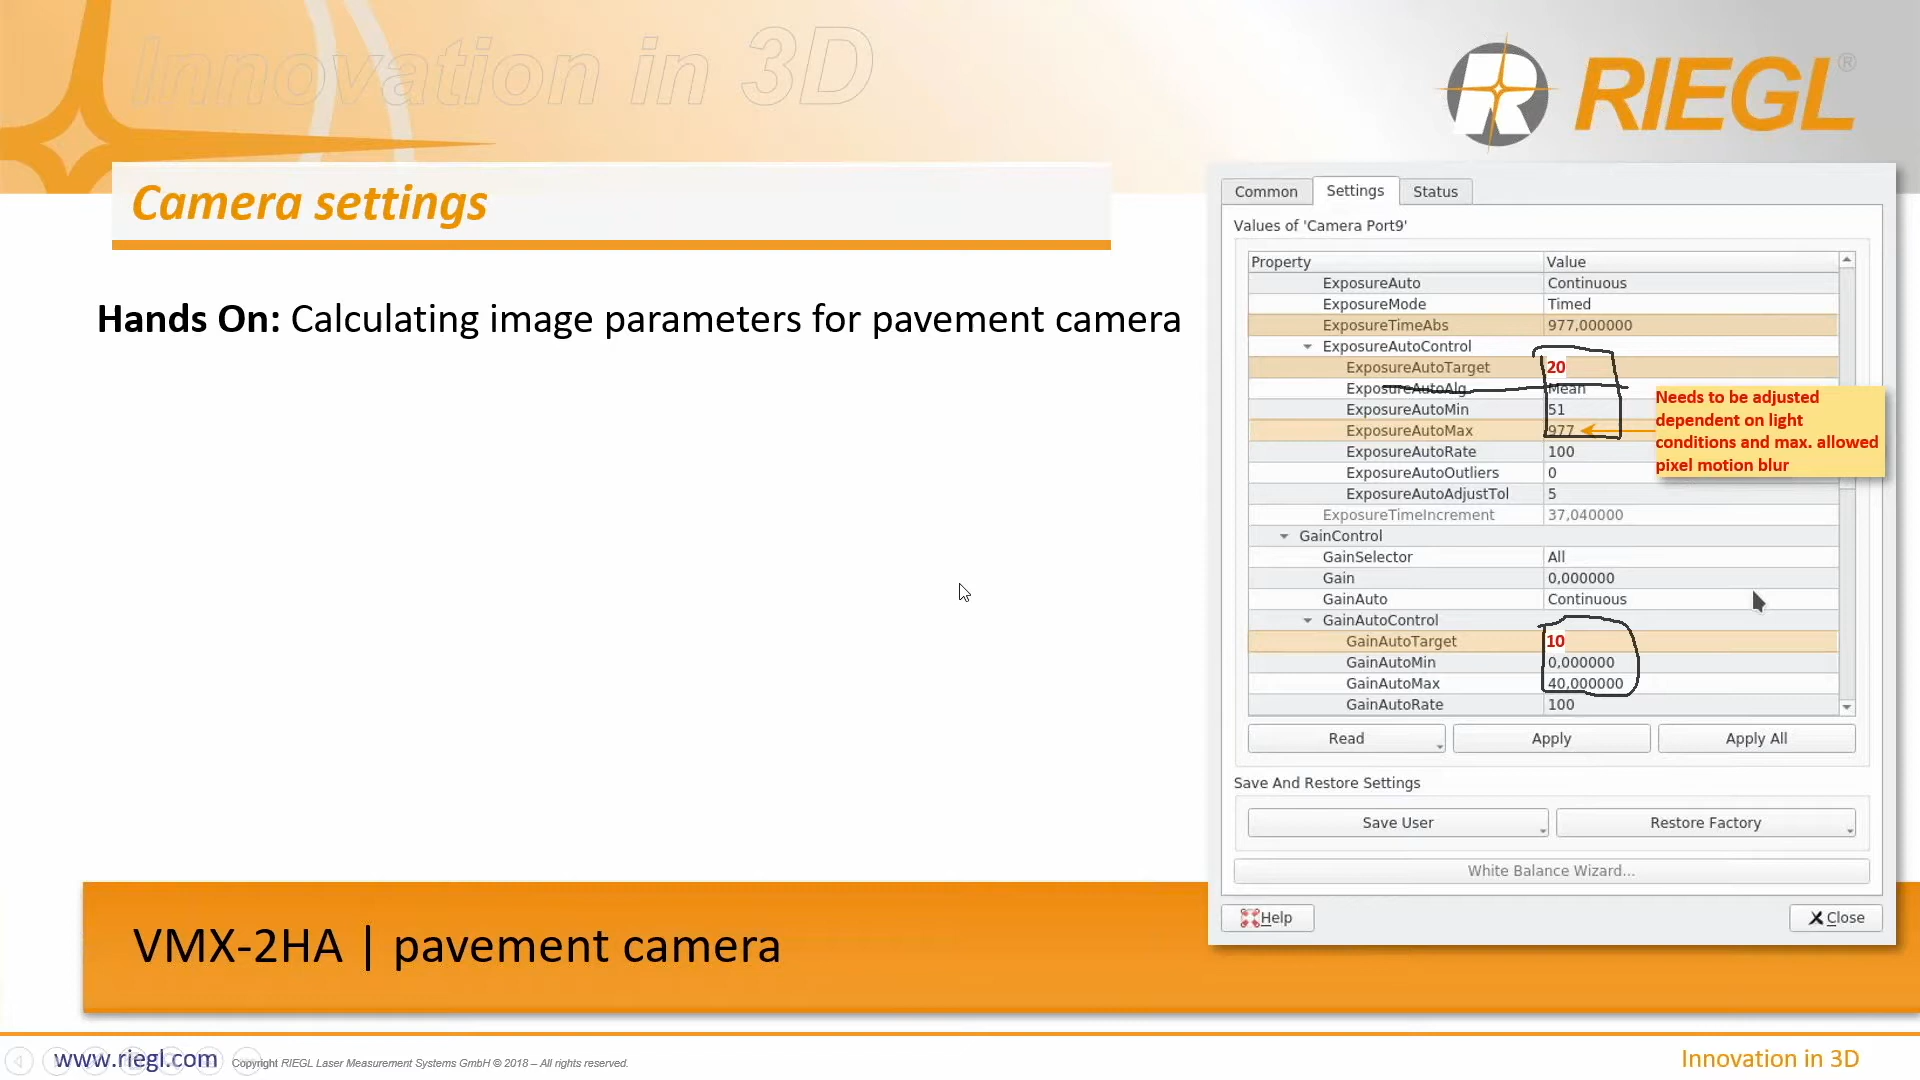 Innovation in 3D
RIEGL®
Camera settings
Hands On: Calculating image parameters for pavement camera
Common Settings Status
Values of 'Camera Port9'
Property Value
ExposureAuto Continuous
ExposureMode Timed
ExposureTimeAbs 977,000000
ExposureAutoControl
ExposureAutoTarget 20
ExposureAutoAlg Mean
ExposureAutoMin 51
ExposureAutoMax 977
ExposureAutoRate 100
ExposureAutoOutliers 0
ExposureAutoAdjustTol 5
ExposureTimeIncrement 37,040000
GainControl
GainSelector All
Gain 0,000000
GainAuto Continuous
GainAutoControl
GainAutoTarget 10
GainAutoMin 0,000000
GainAutoMax 40,000000
GainAutoRate 100
Needs to be adjusted
dependent on light
conditions and max. allowed
pixel motion blur
Read Apply Apply All
Save And Restore Settings
Save User Restore Factory
White Balance Wizard...
Help Close
VMX-2HA | pavement camera
www.riegl.com Copyright RIEGL Laser Measurement Systems GmbH © 2018 – All rights reserved.
Innovation in 3D